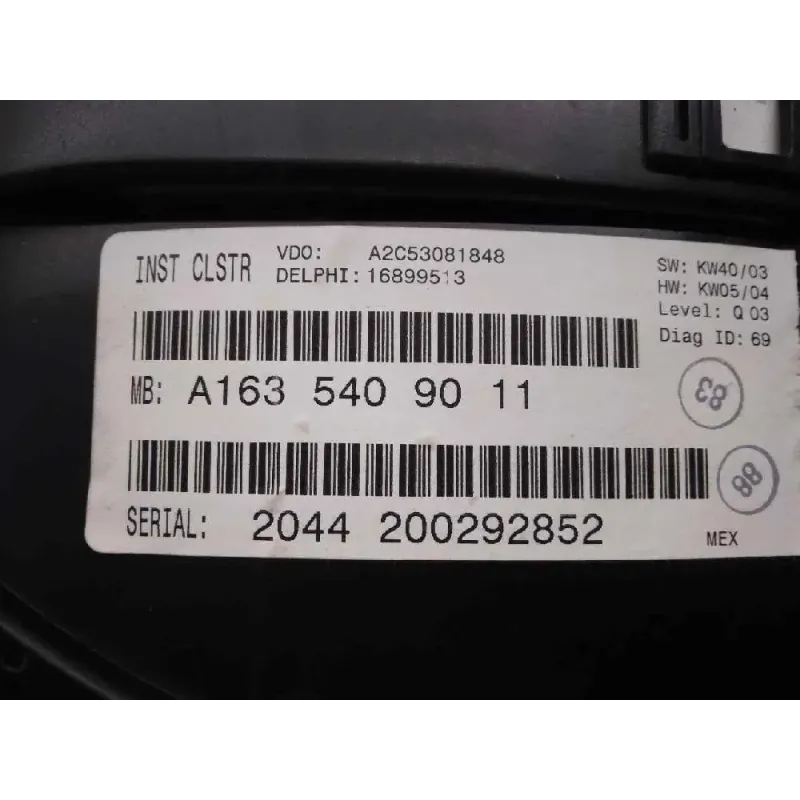 INST CLSTR
VDO: A2C53081848
DELPHI: 16899513
SW: KW40/03
HW: KW05/04
Level: Q 03
Diag ID: 69
MB: A163 540 90 11
83
88
SERIAL: 2044 200292852
MEX